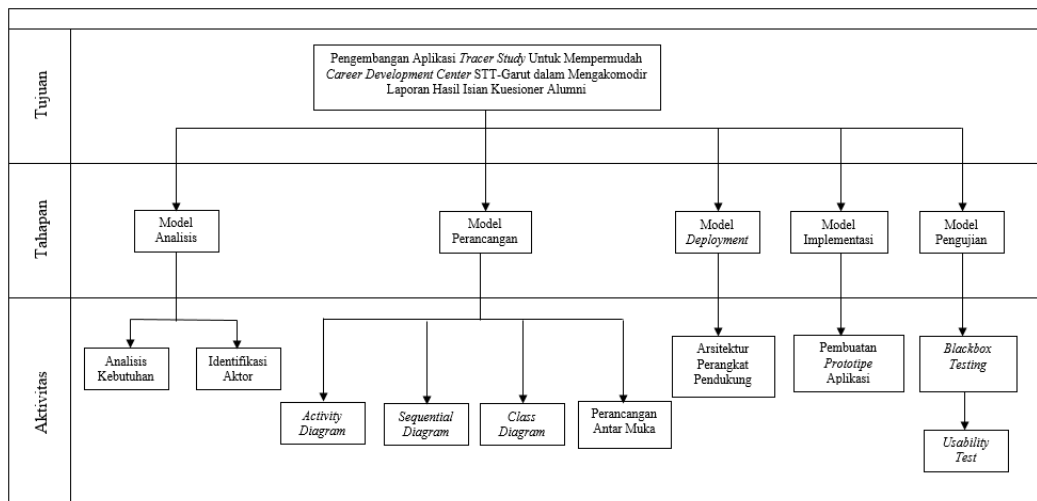 Tujuan
Pengembangan Aplikasi Tracer Study Untuk Mempermudah
Career Development Center STT-Garut dalam Mengakomodir
Laporan Hasil Isian Kuesioner Alumni
Tahapan
Model
Analisis
Model
Perancangan
Model
Deployment
Model
Implementasi
Model
Pengujian
Aktivitas
Analisis
Kebutuhan
Identifikasi
Aktor
Activity
Diagram
Sequential
Diagram
Class
Diagram
Perancangan
Antar Muka
Arsitektur
Perangkat
Pendukung
Pembuatan
Prototipe
Aplikasi
Blackbox
Testing
Usability
Test